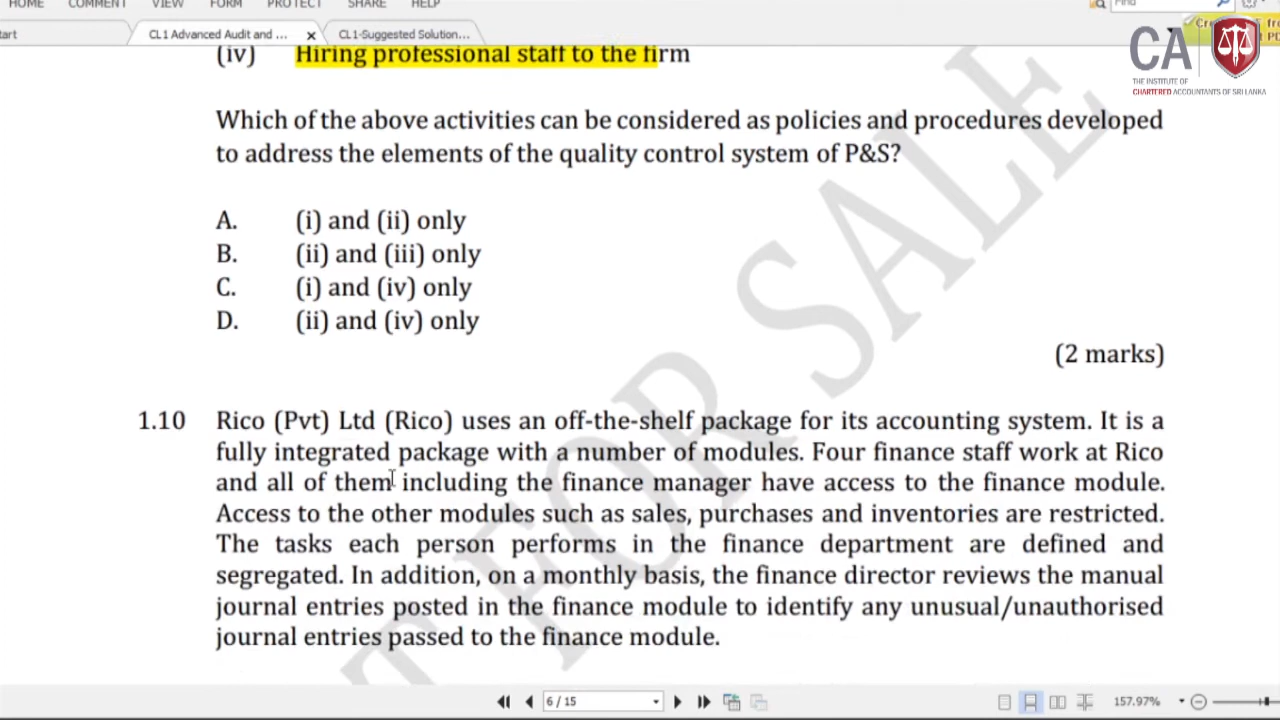 HOME COMMENT VIEW FORM PROTECT SHARE HELP Find
tart CL1 Advanced Audit and ... x CL1-Suggested Solution...
CA
THE INSTITUTE OF
CHARTERED ACCOUNTANTS OF SRI LANKA
(iv) Hiring professional staff to the firm
Which of the above activities can be considered as policies and procedures developed
to address the elements of the quality control system of P&S?
A. (i) and (ii) only
B. (ii) and (iii) only
C. (i) and (iv) only
D. (ii) and (iv) only
(2 marks)
1.10 Rico (Pvt) Ltd (Rico) uses an off-the-shelf package for its accounting system. It is a
fully integrated package with a number of modules. Four finance staff work at Rico
and all of them including the finance manager have access to the finance module.
Access to the other modules such as sales, purchases and inventories are restricted.
The tasks each person performs in the finance department are defined and
segregated. In addition, on a monthly basis, the finance director reviews the manual
journal entries posted in the finance module to identify any unusual/unauthorised
journal entries passed to the finance module.
T FOR SALE
6 / 15 157.97%